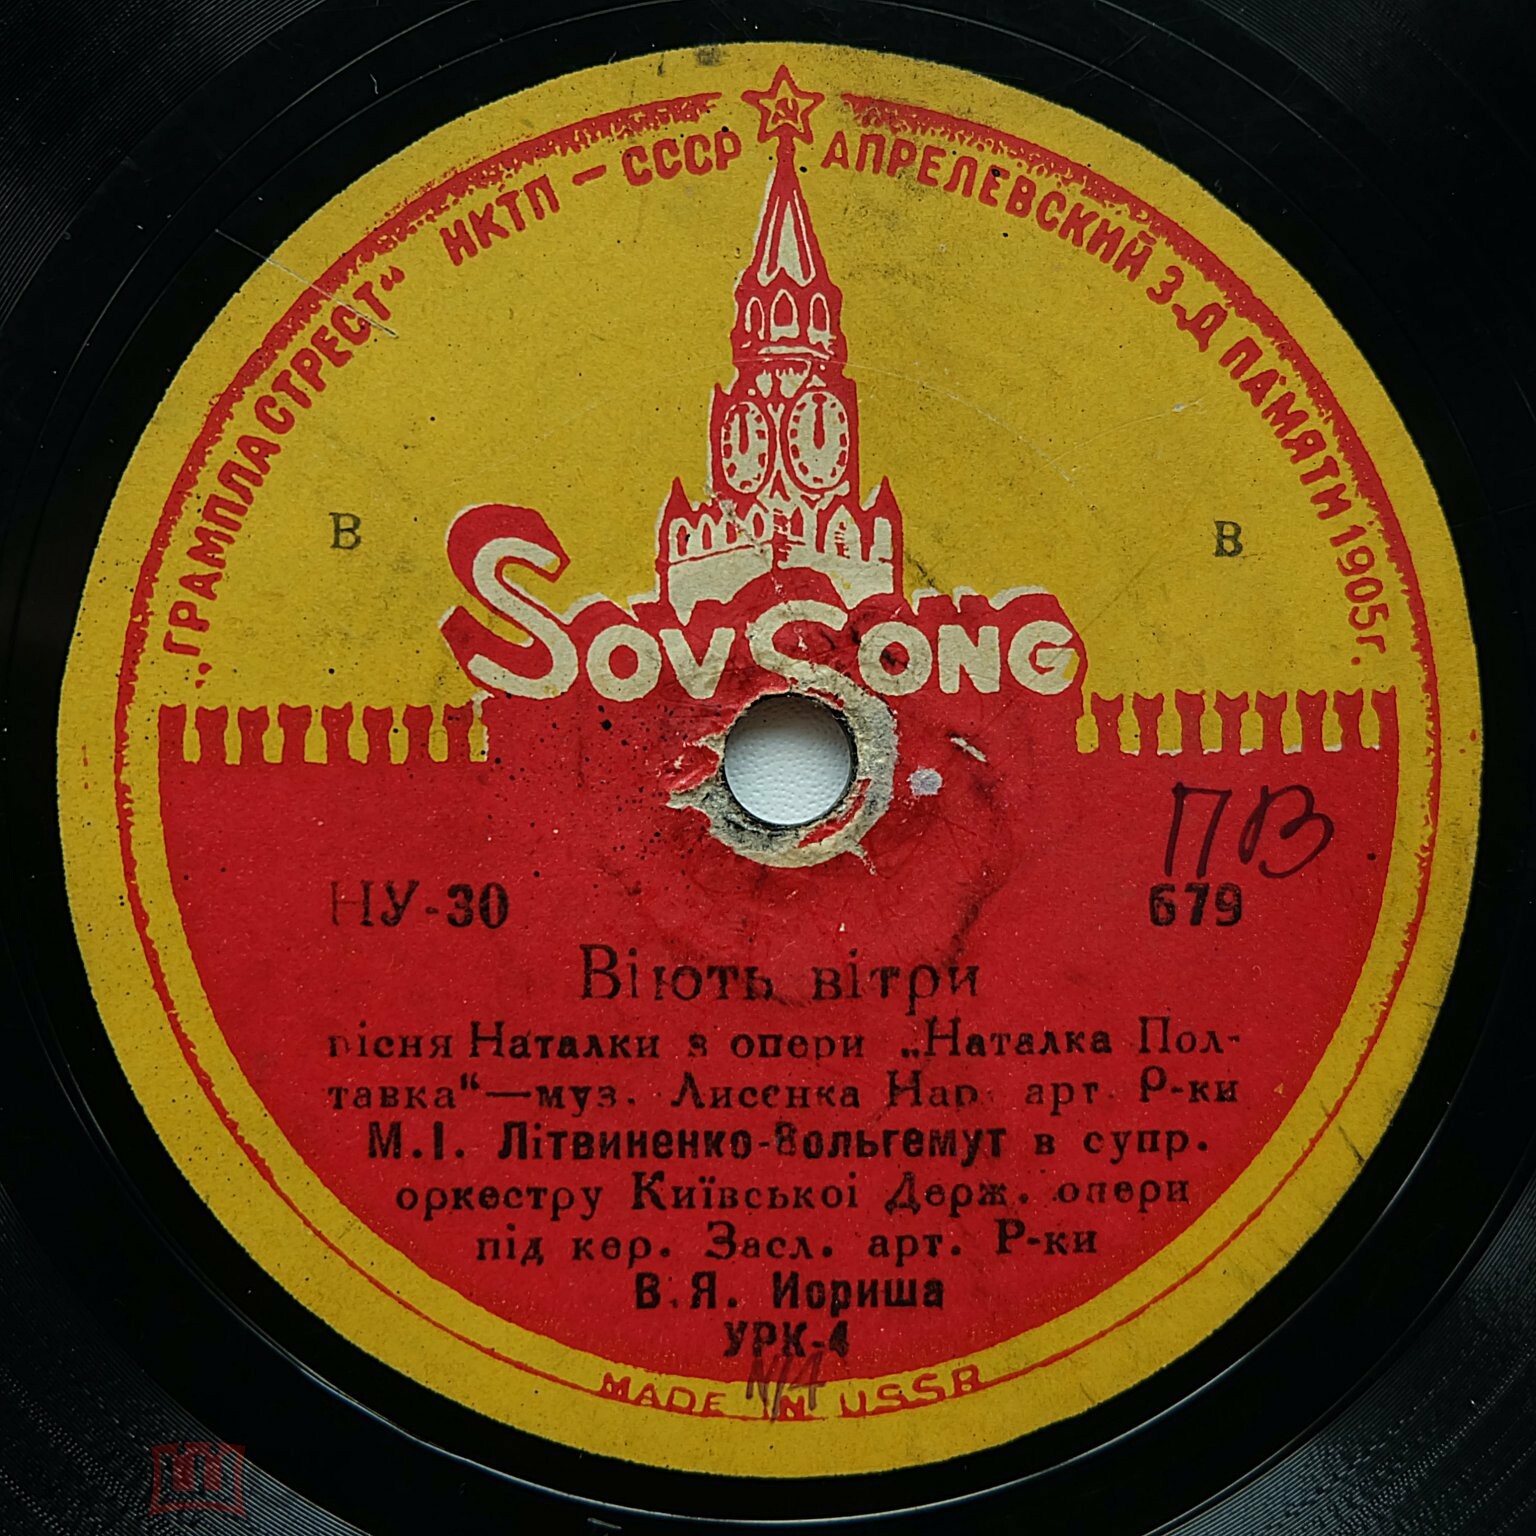 „ГРАМПЛАСТРЕСТ“ НКТП — СССР АПРЕЛЕВСКИЙ З-Д ПАМЯТИ 1905 г.
В В
SOVSONG
ПВ
НУ-30 679
Віють вітри
пісня Наталки з опери „Наталка Пол-
тавка“—муз. Лисенка Нар. арт. Р-ки
М.І. Літвиненко-Вольгемут в супр.
оркестру Київської Держ. опери
під кер. Засл. арт. Р-ки
В.Я. Иориша
УРК-4
MADE IN USSR